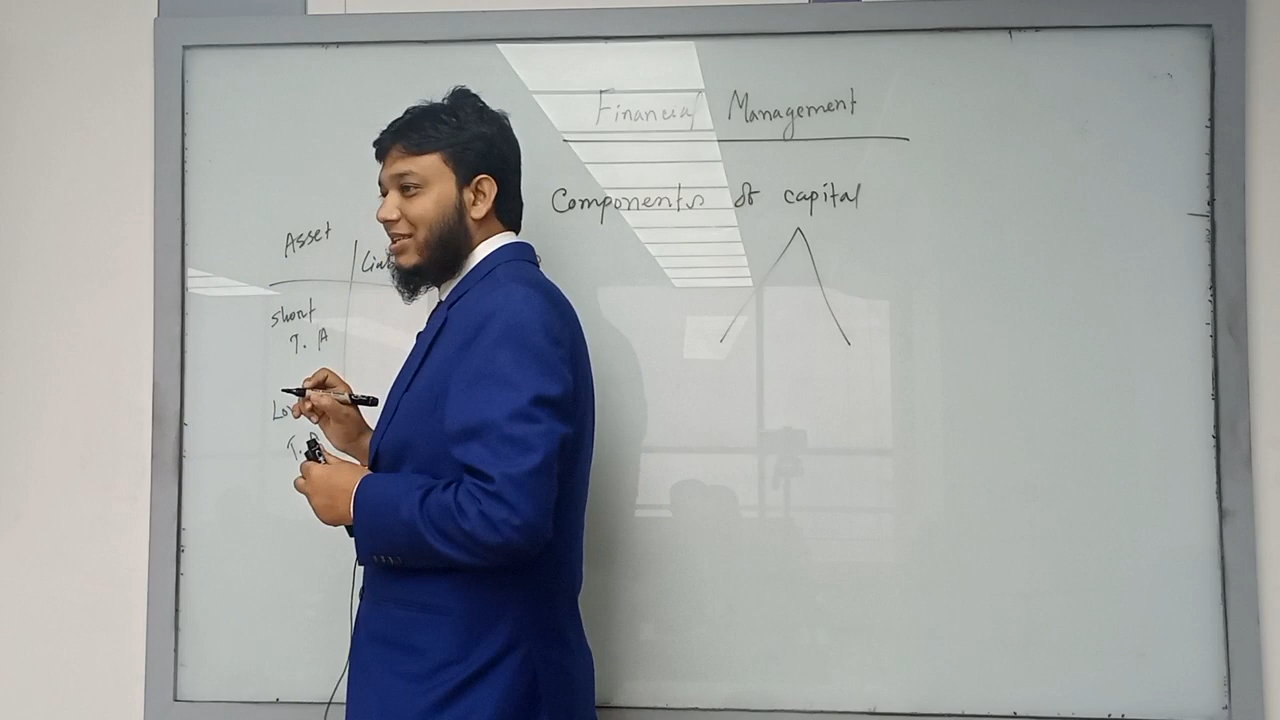 Financial Management
Components of capital
Asset
short
T. A
T.